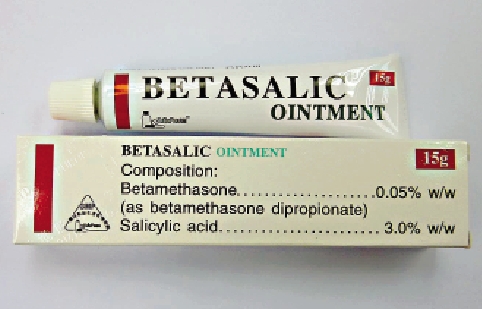 BETASALIC
15g
OINTMENT
BETASALIC OINTMENT
15g
Composition:
Betamethasone....................0.05% w/w
(as betamethasone dipropionate)
Salicylic acid....................... 3.0% w/w